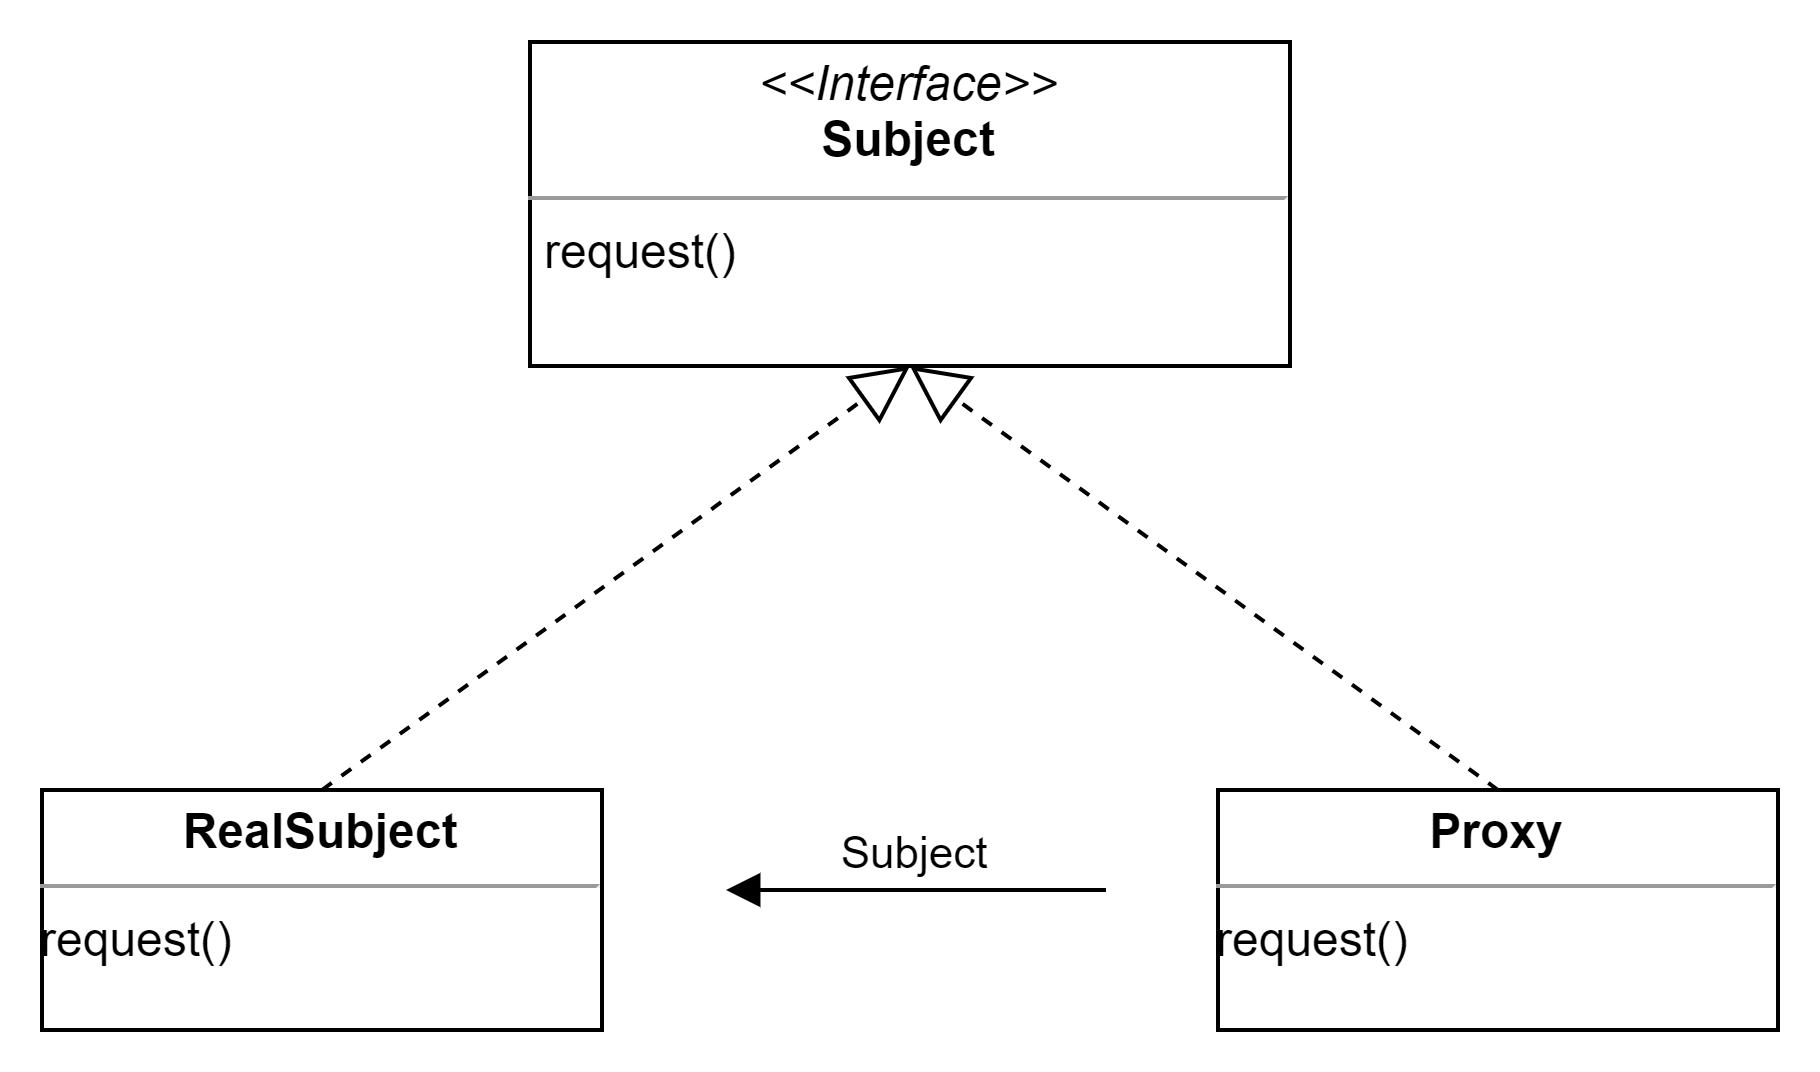 <<Interface>>
Subject
request()
RealSubject
request()
Subject
Proxy
request()